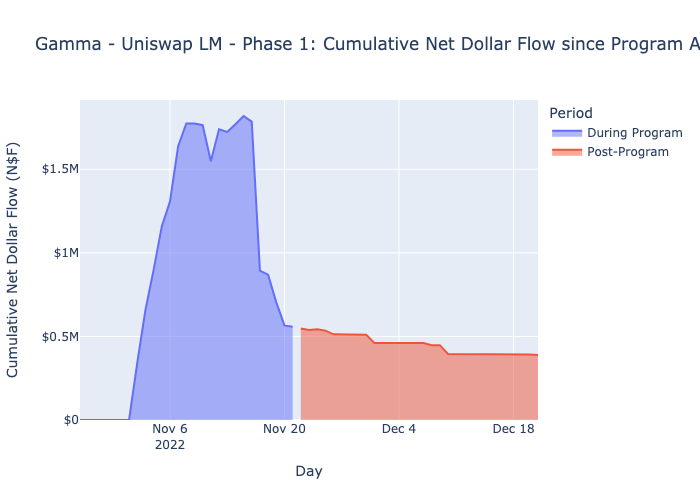 Gamma - Uniswap LM - Phase 1: Cumulative Net Dollar Flow since Program A
Period
During Program
Post-Program
Cumulative Net Dollar Flow (N$F)
$1.5M
$1M
$0.5M
$0
Nov 6
2022
Nov 20
Dec 4
Dec 18
Day